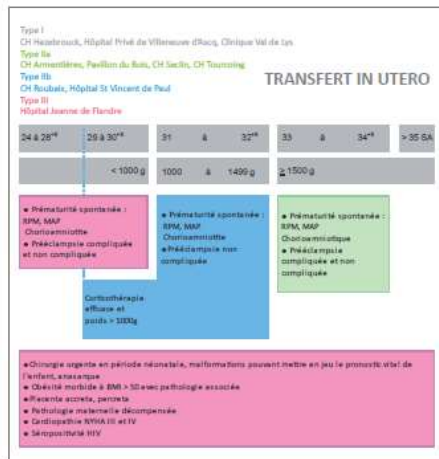 Type I
CH Hazebrouck, Hôpital Privé de Villeneuve d'Ascq, Clinique Val de Lys
Type IIa
CH Armentières, Pavillon du Bois, CH Seclin, CH Tourcoing
Type IIb
CH Roubaix, Hôpital St Vincent de Paul
Type III
Hôpital Jeanne de Flandre
TRANSFERT IN UTERO
24 à 28+6 29 à 30+6 31 à 32+6 33 à 34+6 > 35 SA
< 1000 g 1000 à 1499 g ≥ 1500 g
● Prématurité spontanée :
RPM, MAP
Chorioamniotite
● Prééclampsie compliquée
et non compliquée
● Prématurité spontanée :
RPM, MAP
Chorioamniotite
● Prééclampsie non
compliquée
● Prématurité spontanée :
RPM, MAP
Chorioamniotique
● Prééclampsie
compliquée et non
compliquée
Corticothérapie
efficace et
poids > 1000g
● Chirurgie urgente en période néonatale, malformations pouvant mettre en jeu le pronostic vital de
l'enfant, anasarque
● Obésité morbide à BMI > 50 avec pathologie associée
● Placenta accreta, percreta
● Pathologie maternelle décompensée
● Cardiopathie NYHA III et IV
● Séropositivité HIV